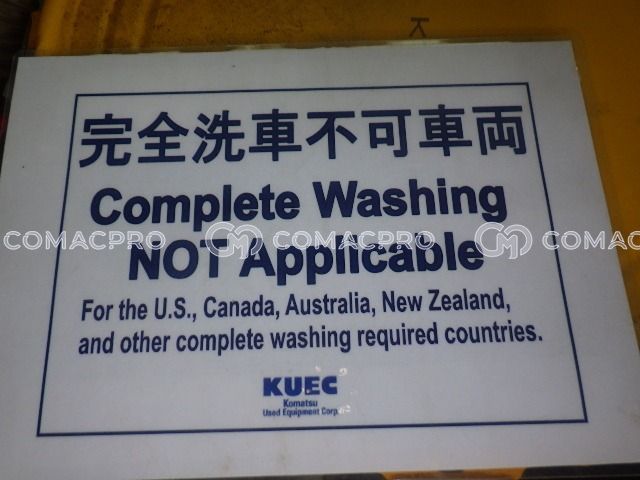 完全洗車不可車両
Complete Washing
NOT Applicable
COMACPRO COMACPRO COMACPRO
For the U.S., Canada, Australia, New Zealand,
and other complete washing required countries.
KUEC
Komatsu
Used Equipment Corp.